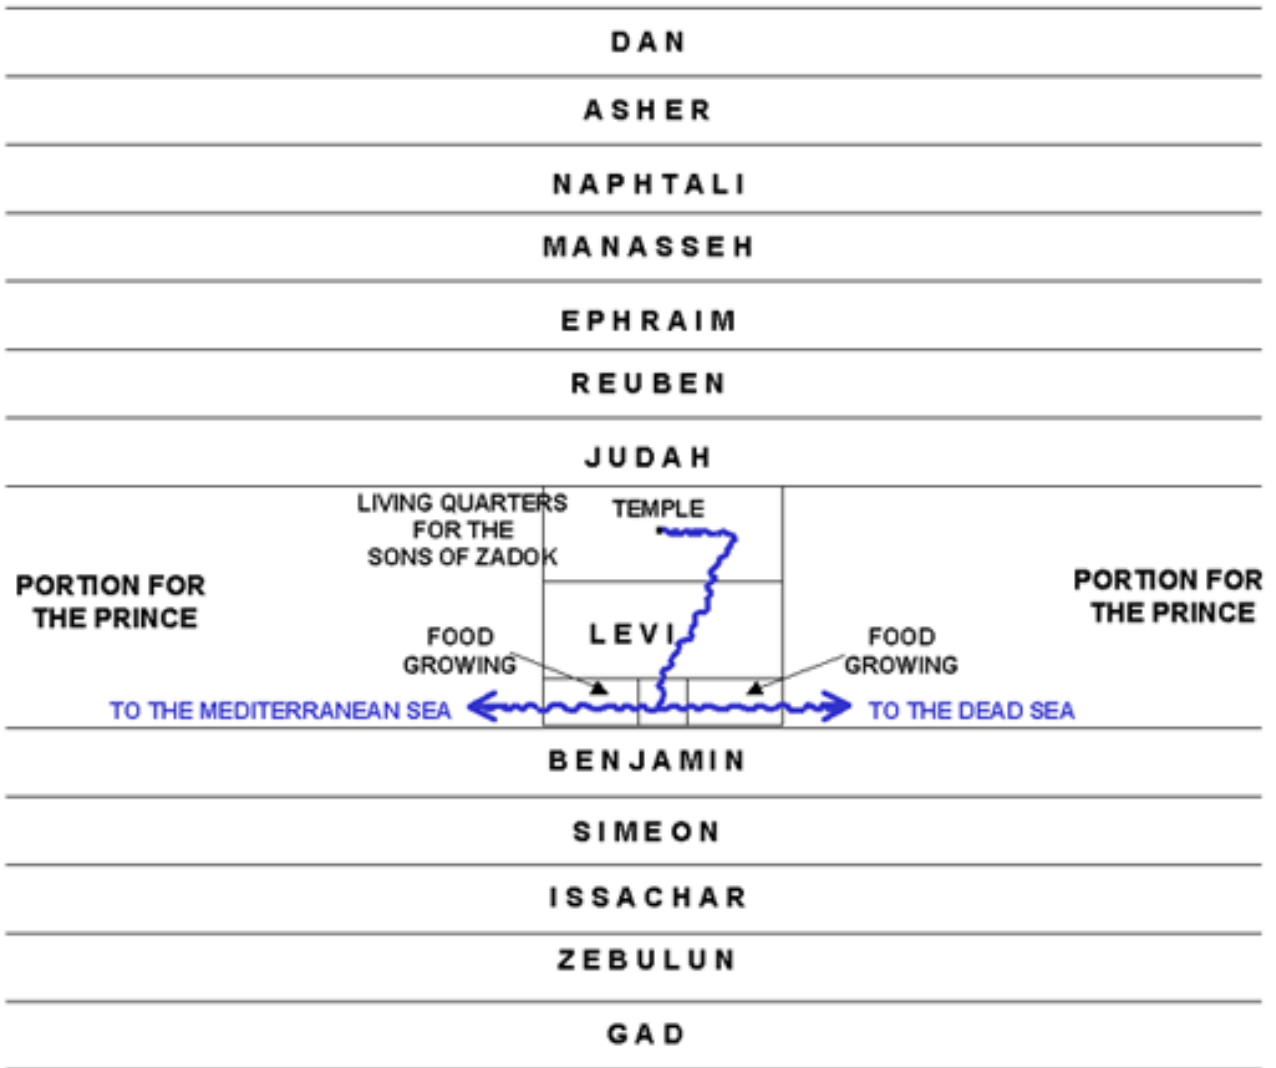 DAN
ASHER
NAPHTALI
MANASSEH
EPHRAIM
REUBEN
JUDAH
LIVING QUARTERS
FOR THE
SONS OF ZADOK
TEMPLE
PORTION FOR
THE PRINCE
PORTION FOR
THE PRINCE
LEVI
FOOD
GROWING
FOOD
GROWING
TO THE MEDITERRANEAN SEA
TO THE DEAD SEA
BENJAMIN
SIMEON
ISSACHAR
ZEBULUN
GAD